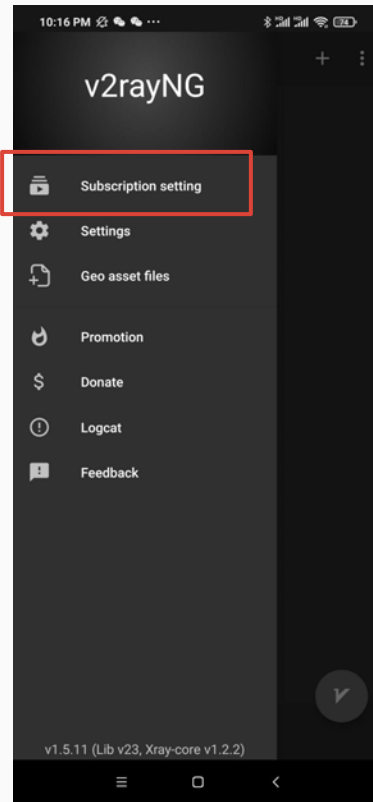 10:16 PM
24
v2rayNG
Subscription setting
Settings
Geo asset files
Promotion
Donate
Logcat
Feedback
v1.5.11 (Lib v23, Xray-core v1.2.2)